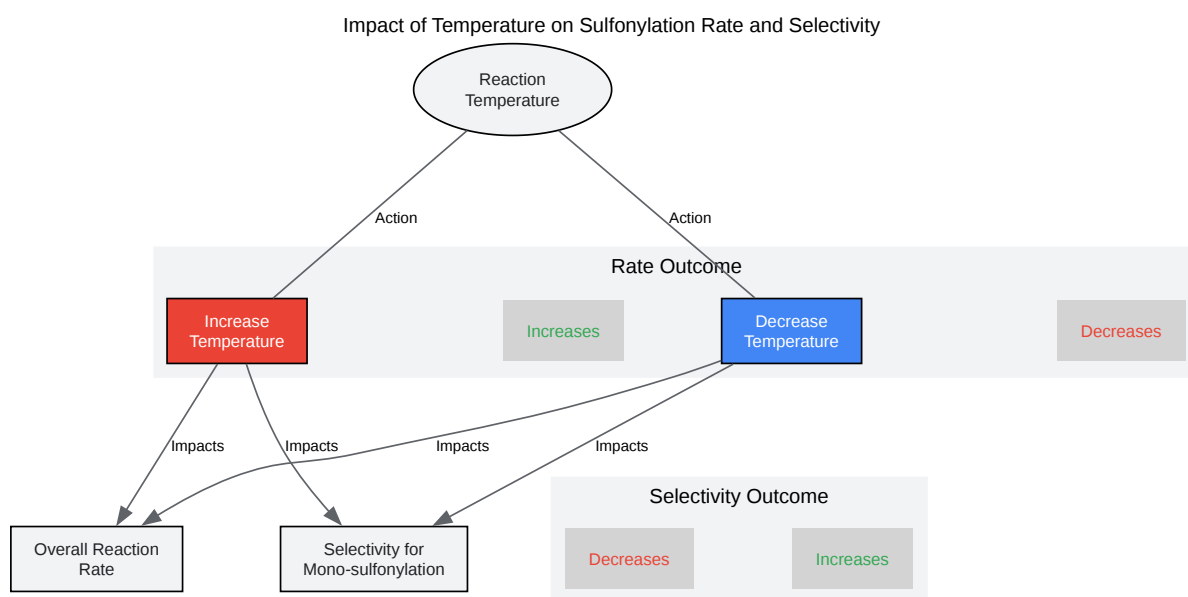 Impact of Temperature on Sulfonylation Rate and Selectivity
Reaction
Temperature
Action
Action
Rate Outcome
Increase
Temperature
Increases
Decrease
Temperature
Decreases
Impacts
Impacts
Impacts
Impacts
Selectivity Outcome
Overall Reaction
Rate
Selectivity for
Mono-sulfonylation
Decreases
Increases